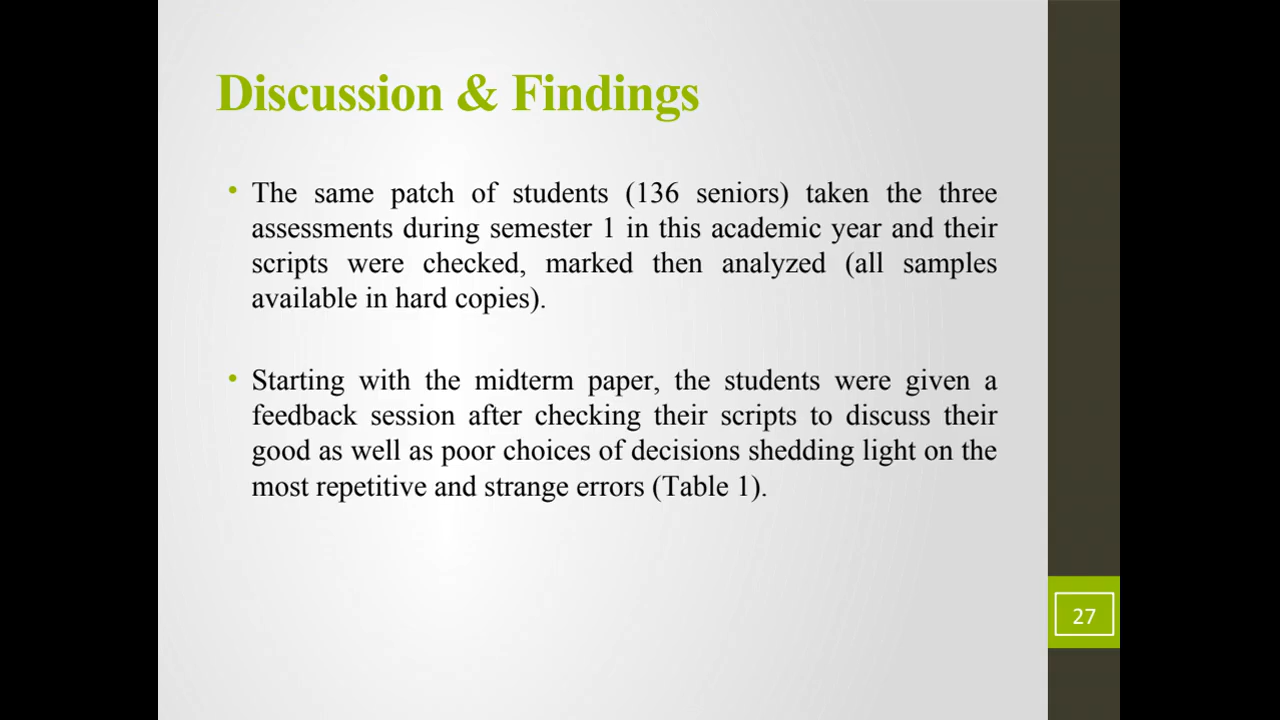 Discussion & Findings
• The same patch of students (136 seniors) taken the three
assessments during semester 1 in this academic year and their
scripts were checked, marked then analyzed (all samples
available in hard copies).
• Starting with the midterm paper, the students were given a
feedback session after checking their scripts to discuss their
good as well as poor choices of decisions shedding light on the
most repetitive and strange errors (Table 1).
27